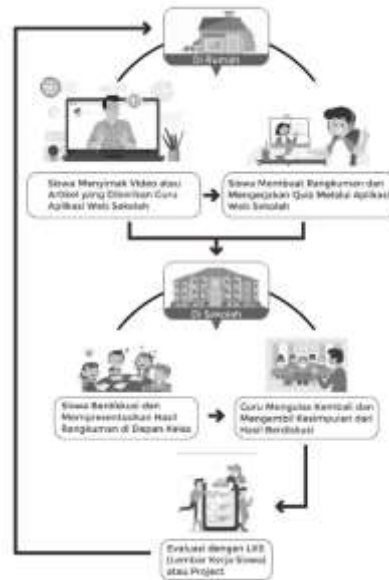 Di Rumah
Siswa Menyimak Video atau
Artikel yang Diberikan Guru
Aplikasi Web Sekolah
Siswa Membuat Rangkuman dan
Mengerjakan Quiz Melalui Aplikasi
Web Sekolah
Di Sekolah
Siswa Berdiskusi dan
Mempresentasikan Hasil
Rangkuman di Depan Kelas
Guru Mengulas Kembali dan
Mengambil Kesimpulan dari
Hasil Berdiskusi
Evaluasi dengan LKS
(Lembar Kerja Siswa)
atau Project